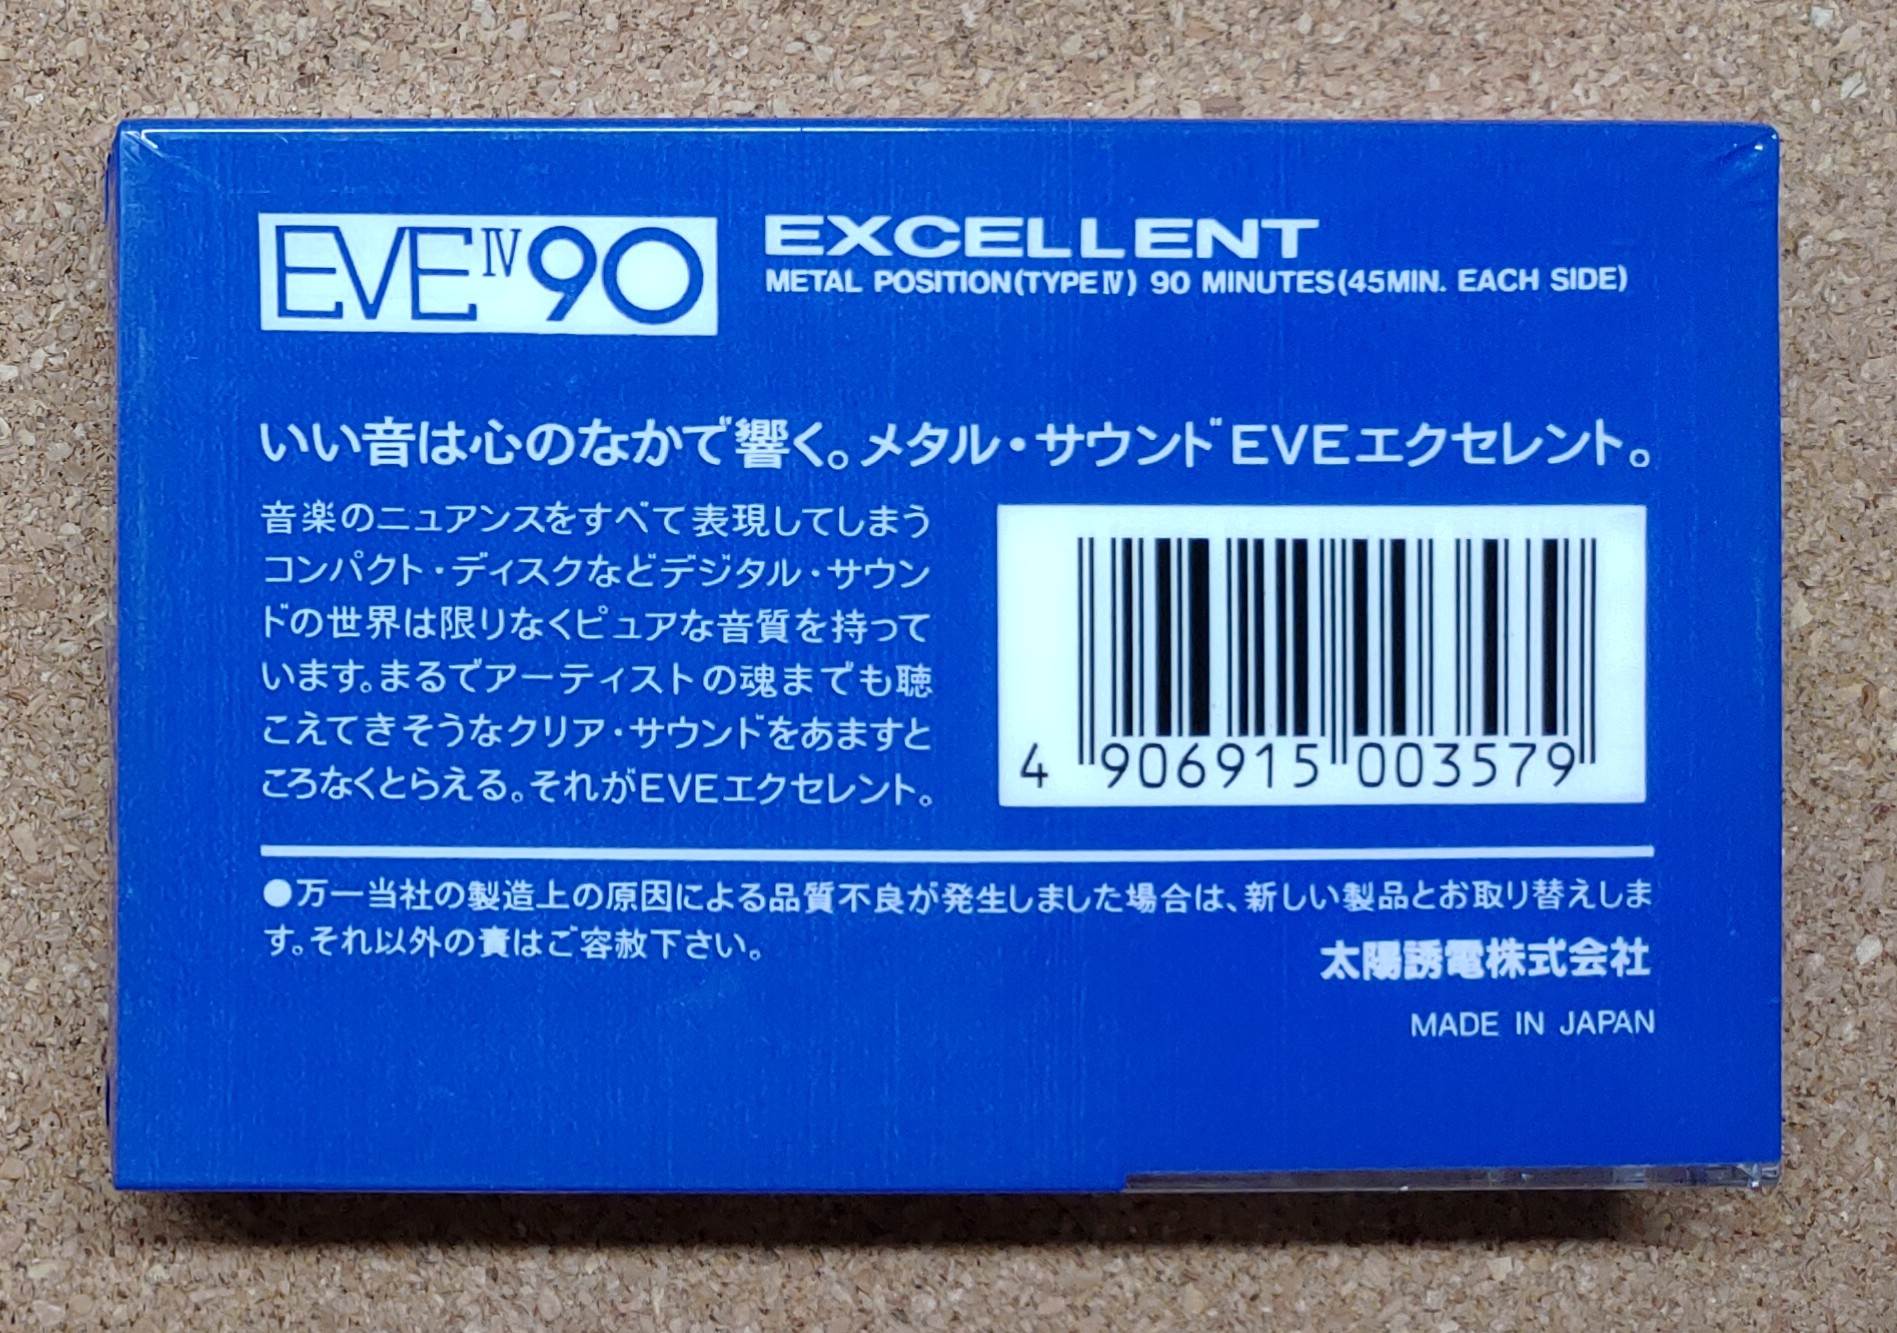 EVE IV 90
EXCELLENT
METAL POSITION(TYPE IV) 90 MINUTES(45MIN. EACH SIDE)
いい音は心のなかで響く。メタル・サウンドEVEエクセレント。
音楽のニュアンスをすべて表現してしまう
コンパクト・ディスクなどデジタル・サウン
ドの世界は限りなくピュアな音質を持って
います。まるでアーティストの魂までも聴
こえてきそうなクリア・サウンドをあますと
ころなくとらえる。それがEVEエクセレント。
4 906915 003579
●万一当社の製造上の原因による品質不良が発生しました場合は、新しい製品とお取り替えしま
す。それ以外の責はご容赦下さい。
太陽誘電株式会社
MADE IN JAPAN